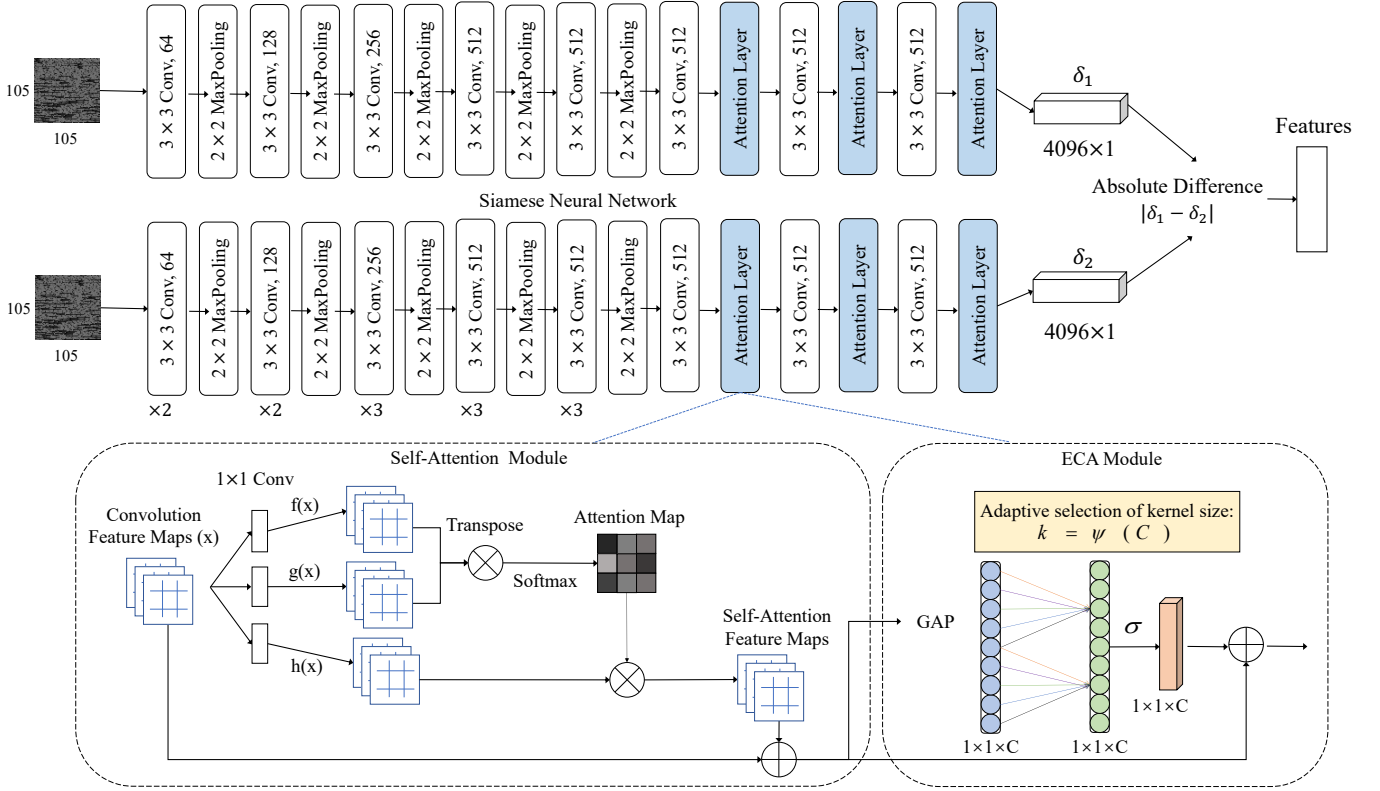 3 × 3 Conv, 64
2 × 2 MaxPooling
3 × 3 Conv, 128
2 × 2 MaxPooling
3 × 3 Conv, 256
2 × 2 MaxPooling
3 × 3 Conv, 512
2 × 2 MaxPooling
3 × 3 Conv, 512
2 × 2 MaxPooling
3 × 3 Conv, 512
Attention Layer
3 × 3 Conv, 512
Attention Layer
3 × 3 Conv, 512
Attention Layer
105
105
δ1
4096×1
Features
Siamese Neural Network
Absolute Difference
|δ1 − δ2|
3 × 3 Conv, 64
2 × 2 MaxPooling
3 × 3 Conv, 128
2 × 2 MaxPooling
3 × 3 Conv, 256
2 × 2 MaxPooling
3 × 3 Conv, 512
2 × 2 MaxPooling
3 × 3 Conv, 512
2 × 2 MaxPooling
3 × 3 Conv, 512
Attention Layer
3 × 3 Conv, 512
Attention Layer
3 × 3 Conv, 512
Attention Layer
105
105
δ2
4096×1
×2
×2
×3
×3
×3
Self-Attention Module
1×1 Conv
Convolution
Feature Maps (x)
f(x)
g(x)
h(x)
Transpose
Softmax
Attention Map
Self-Attention
Feature Maps
ECA Module
Adaptive selection of kernel size:
k = ψ ( C )
GAP
σ
1×1×C
1×1×C
1×1×C